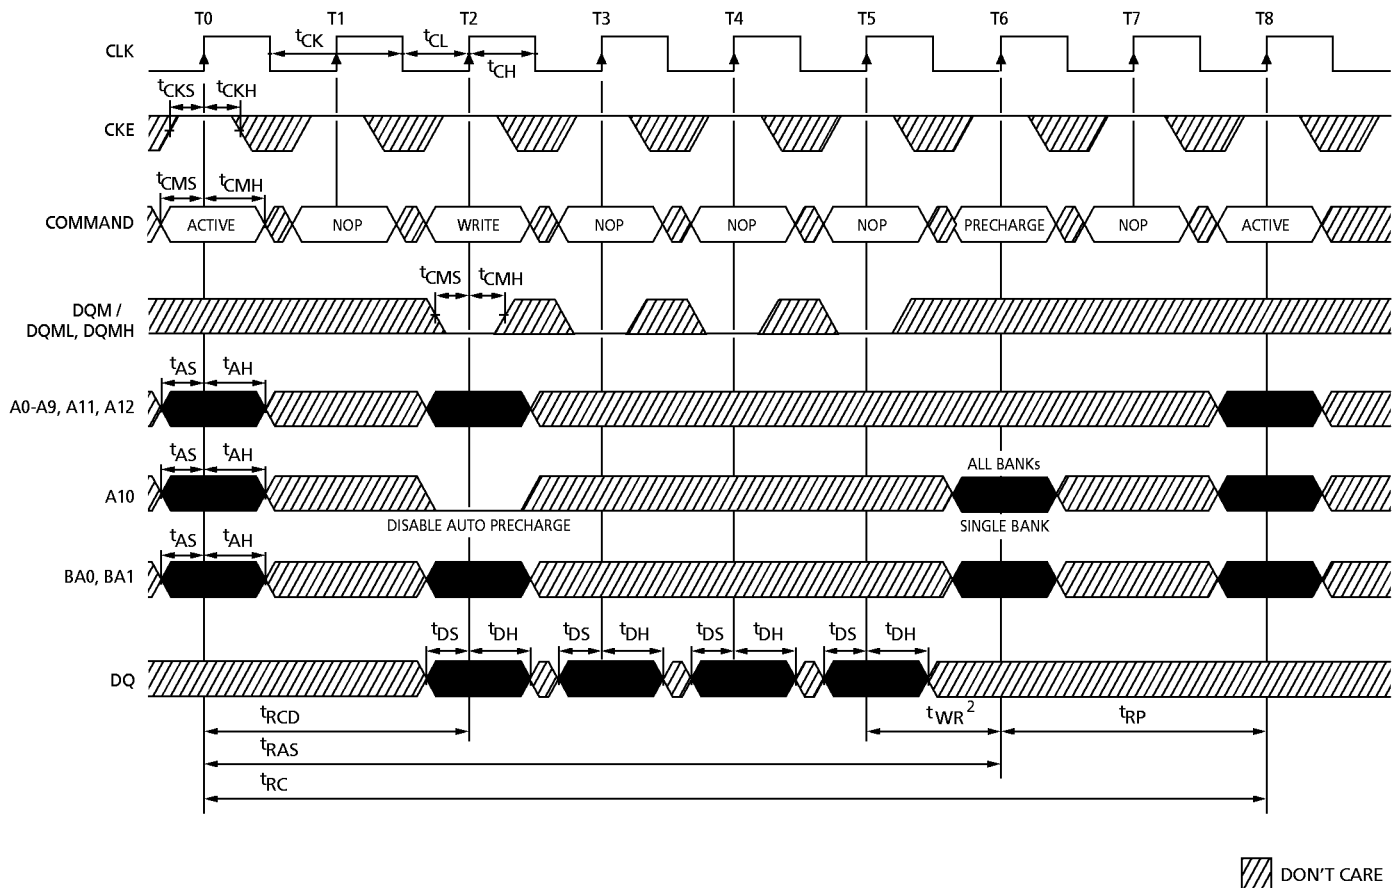 T0 T1 T2 T3 T4 T5 T6 T7 T8
CLK
tCK tCL
tCH
tCKS tCKH
CKE
tCMS tCMH
COMMAND ACTIVE NOP WRITE NOP NOP NOP PRECHARGE NOP ACTIVE
tCMS tCMH
DQM /
DQML, DQMH
tAS tAH
A0-A9, A11, A12
tAS tAH
ALL BANKs
A10
DISABLE AUTO PRECHARGE
SINGLE BANK
tAS tAH
BA0, BA1
tDS tDH tDS tDH tDS tDH tDS tDH
DQ
tRCD tWR2 tRP
tRAS
tRC
DON'T CARE